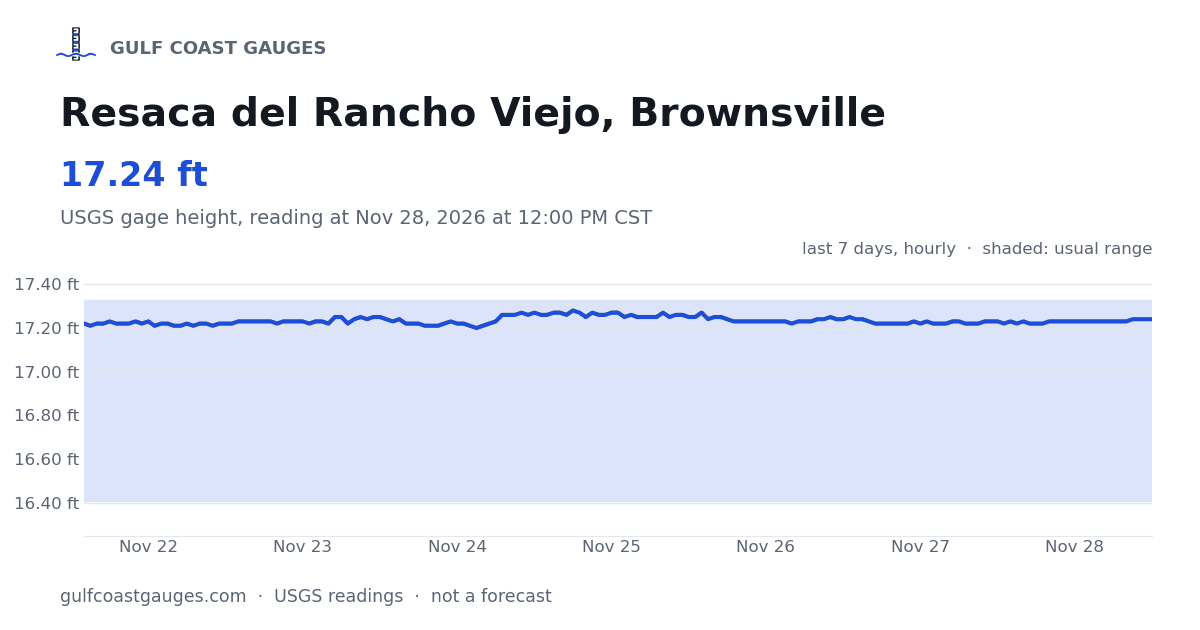 GULF COAST GAUGES
Resaca del Rancho Viejo, Brownsville
17.24 ft
USGS gage height, reading at Nov 28, 2026 at 12:00 PM CST
last 7 days, hourly · shaded: usual range
17.40 ft
17.20 ft
17.00 ft
16.80 ft
16.60 ft
16.40 ft
Nov 22 Nov 23 Nov 24 Nov 25 Nov 26 Nov 27 Nov 28
gulfcoastgauges.com · USGS readings · not a forecast